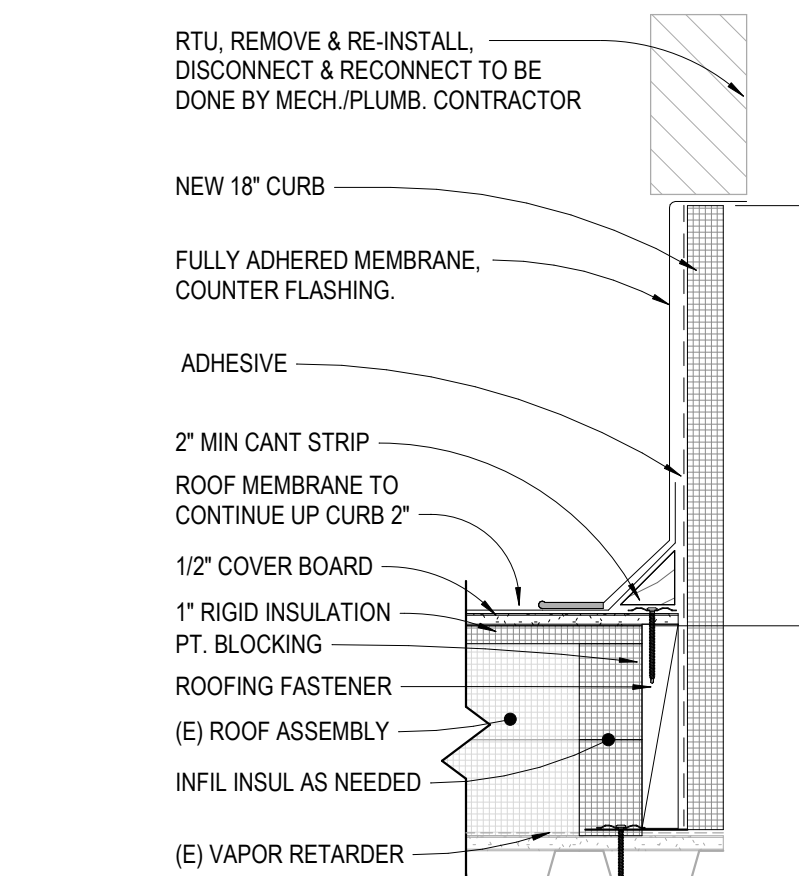 RTU, REMOVE & RE-INSTALL,
DISCONNECT & RECONNECT TO BE
DONE BY MECH./PLUMB. CONTRACTOR
NEW 18" CURB
FULLY ADHERED MEMBRANE,
COUNTER FLASHING.
ADHESIVE
2" MIN CANT STRIP
ROOF MEMBRANE TO
CONTINUE UP CURB 2"
1/2" COVER BOARD
1" RIGID INSULATION
PT. BLOCKING
ROOFING FASTENER
(E) ROOF ASSEMBLY
INFIL INSUL AS NEEDED
(E) VAPOR RETARDER